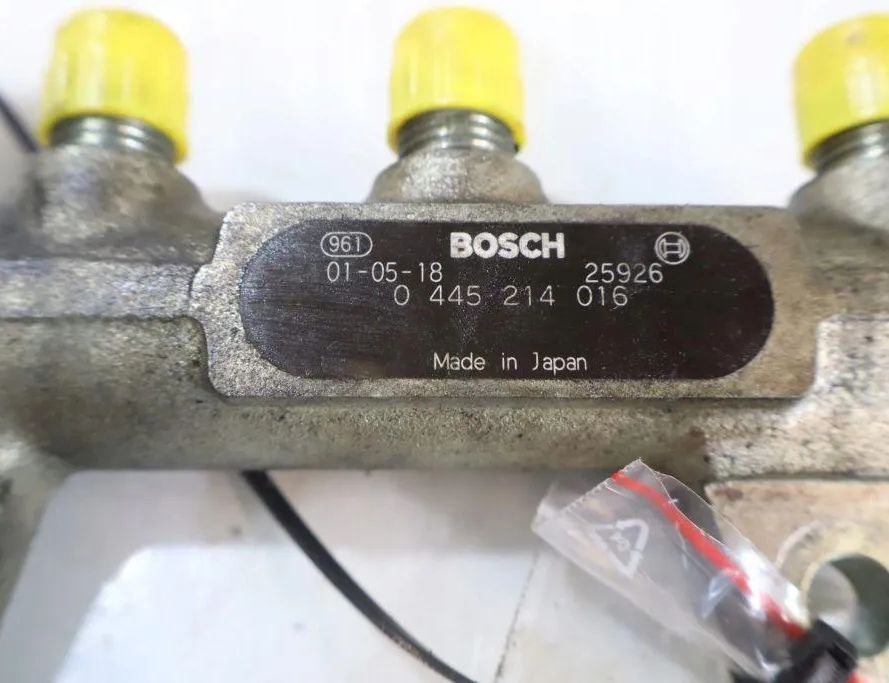 961 BOSCH
01-05-18 25926
0 445 214 016
Made in Japan